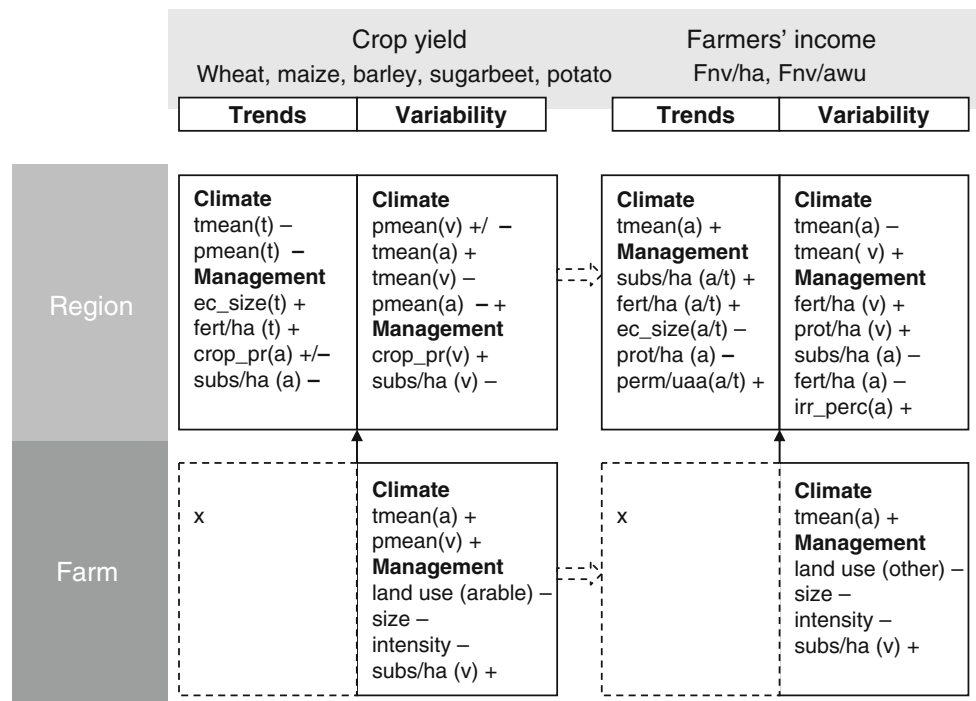 Crop yield
Wheat, maize, barley, sugarbeet, potato
Farmers' income
Fnv/ha, Fnv/awu
Trends
Variability
Trends
Variability
Region
Climate
tmean(t) –
pmean(t) –
Management
ec_size(t) +
fert/ha (t) +
crop_pr(a) +/–
subs/ha (a) –
Climate
pmean(v) +/ –
tmean(a) +
tmean(v) –
pmean(a) – +
Management
crop_pr(v) +
subs/ha (v) –
Climate
tmean(a) +
Management
subs/ha (a/t) +
fert/ha (a/t) +
ec_size(a/t) –
prot/ha (a) –
perm/uaa(a/t) +
Climate
tmean(a) –
tmean( v) +
Management
fert/ha (v) +
prot/ha (v) +
subs/ha (a) –
fert/ha (a) –
irr_perc(a) +
Farm
x
Climate
tmean(a) +
pmean(v) +
Management
land use (arable) –
size –
intensity –
subs/ha (v) +
x
Climate
tmean(a) +
Management
land use (other) –
size –
intensity –
subs/ha (v) +